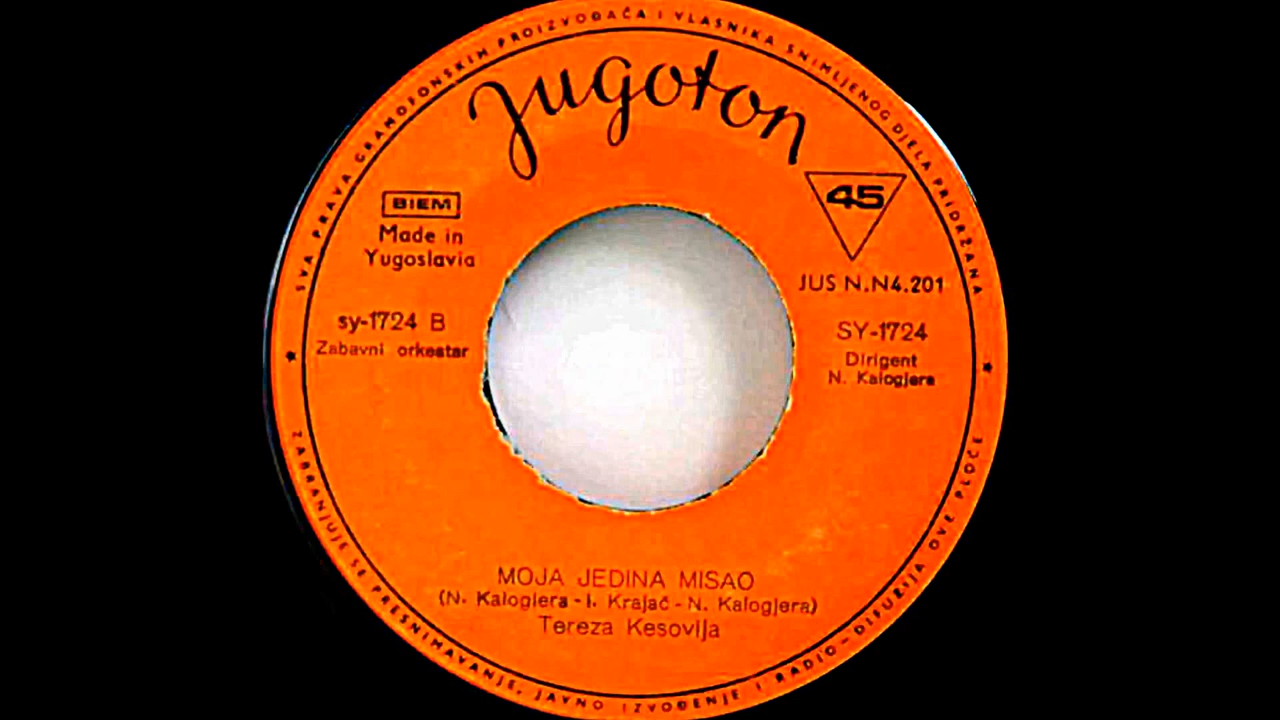 SVA PRAVA GRAMOFONSKIH PROIZVOĐAČA I VLASNIKA SNIMLJENOG DJELA PRIDRŽANA
Jugoton
45
BIEM
Made in
Yugoslavia
JUS N.N4.201
sy-1724 B
Zabavni orkestar
SY-1724
Dirigent
N. Kalogjera
MOJA JEDINA MISAO
(N. Kalogjera - I. Krajač - N. Kalogjera)
Tereza Kesovija
ZABRANJUJE SE PRESNIMAVANJE, JAVNO IZVOĐENJE I RADIO-DIFUZIJA OVE PLOČE